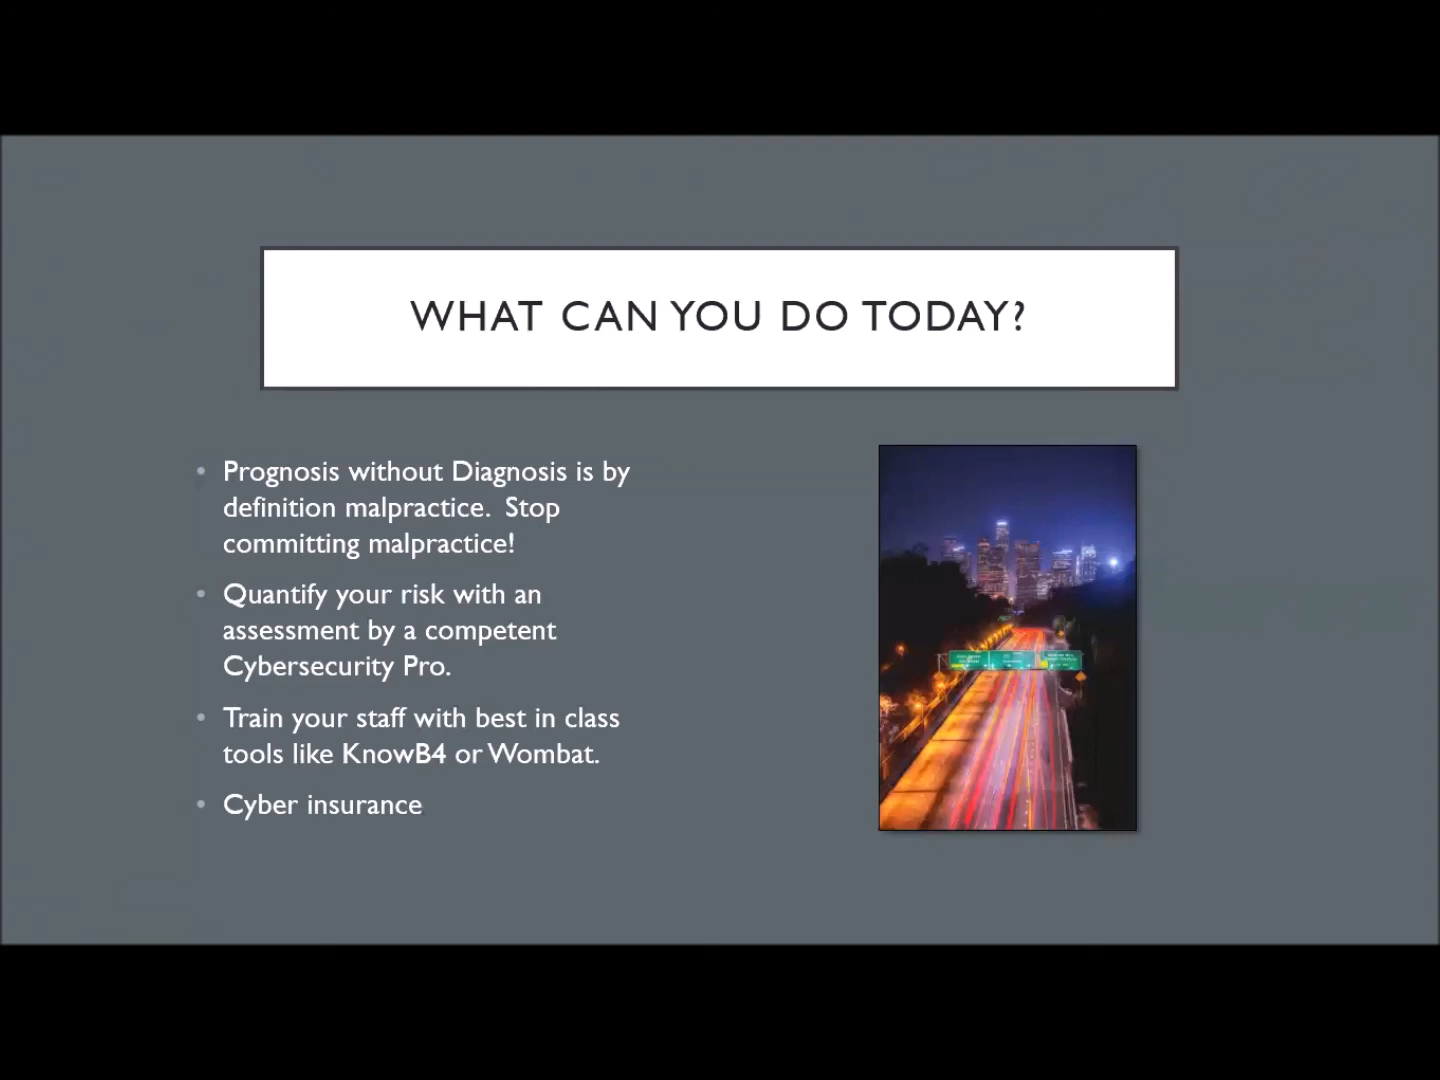 WHAT CAN YOU DO TODAY?
• Prognosis without Diagnosis is by
definition malpractice.  Stop
committing malpractice!
• Quantify your risk with an
assessment by a competent
Cybersecurity Pro.
• Train your staff with best in class
tools like KnowB4 or Wombat.
• Cyber insurance